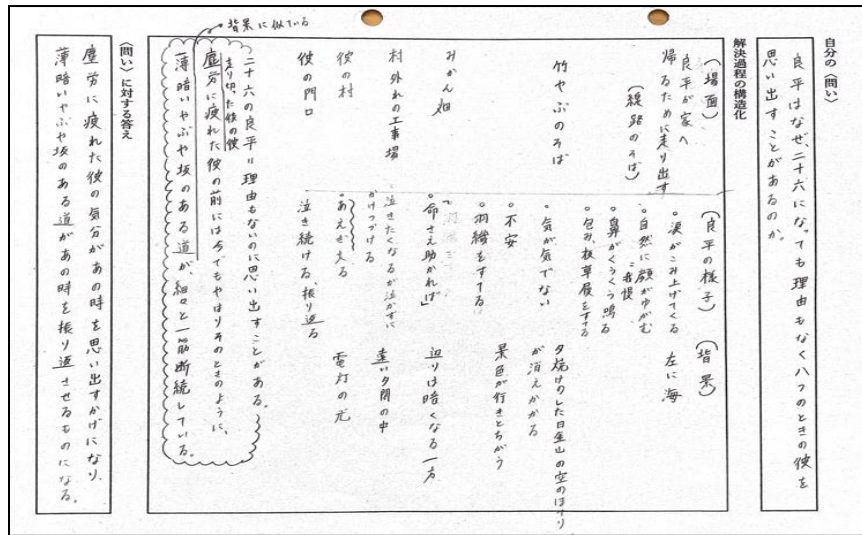 自分の〈問い〉
良平はなぜ、二十六になっても理由もなく八つのときの彼を
思い出すことがあるのか。
解決過程の構造化
(場面)
良平が家へ
帰るために走り出す
(線路のそば)
竹やぶのそば
みかん畑
村外れの工事場
彼の村
彼の門口
(良平の様子)
○涙がこみ上げてくる
○自然に顔がゆがむ
○鼻がくうくう鳴る
○包み、板草履をすてる
○気が気でない
○不安
○羽織をすてる
○「命さえ助かれば」
○泣きたくなるが泣かずに
かけつづける
○あえぎ
泣き続ける、振り返る
(背景)
左に海
夕焼けのした日金山の空のほてり
が消えかかる
景色が行きとちがう
辺りは暗くなる一方
遠い夕闇の中
電灯の光
背景に似ている
二十六の良平は理由もないのに思い出すことがある。
走り切った後の彼
塵労に疲れた彼の前には今でもやはりそのときのように、
薄暗いやぶや坂のある道が、細々と一筋断続している。
〈問い〉に対する答え
塵労に疲れた彼の気分があの時を思い出すかげになり、
薄暗いやぶや坂のある道があの時を振り返させるものになる。